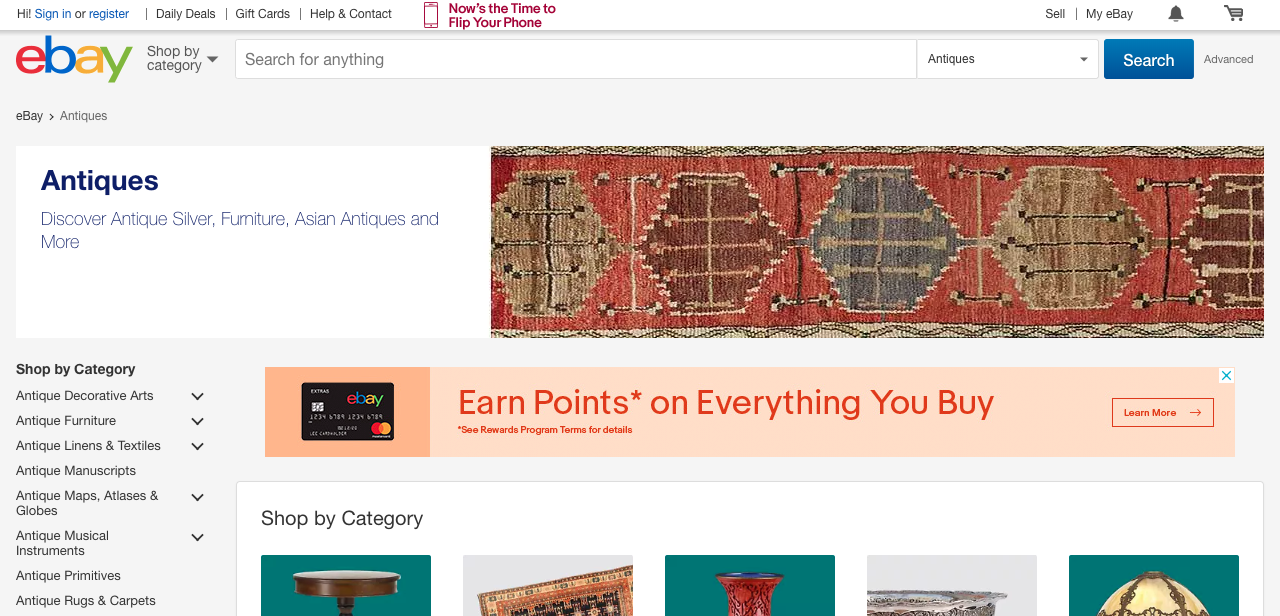 Hi! Sign in or register
Daily Deals
Gift Cards
Help & Contact
Now's the Time to
Flip Your Phone
Sell
My eBay
ebay
Shop by
category
Search for anything
Antiques
Search
Advanced
eBay
Antiques
Antiques
Discover Antique Silver, Furniture, Asian Antiques and
More
Shop by Category
Antique Decorative Arts
Antique Furniture
Antique Linens & Textiles
Antique Manuscripts
Antique Maps, Atlases &
Globes
Antique Musical
Instruments
Antique Primitives
Antique Rugs & Carpets
EXTRAS
ebay
1234 6789 1234 6789
LEE CARDHOLDER
mastercard
Earn Points* on Everything You Buy
*See Rewards Program Terms for details
Learn More
Shop by Category